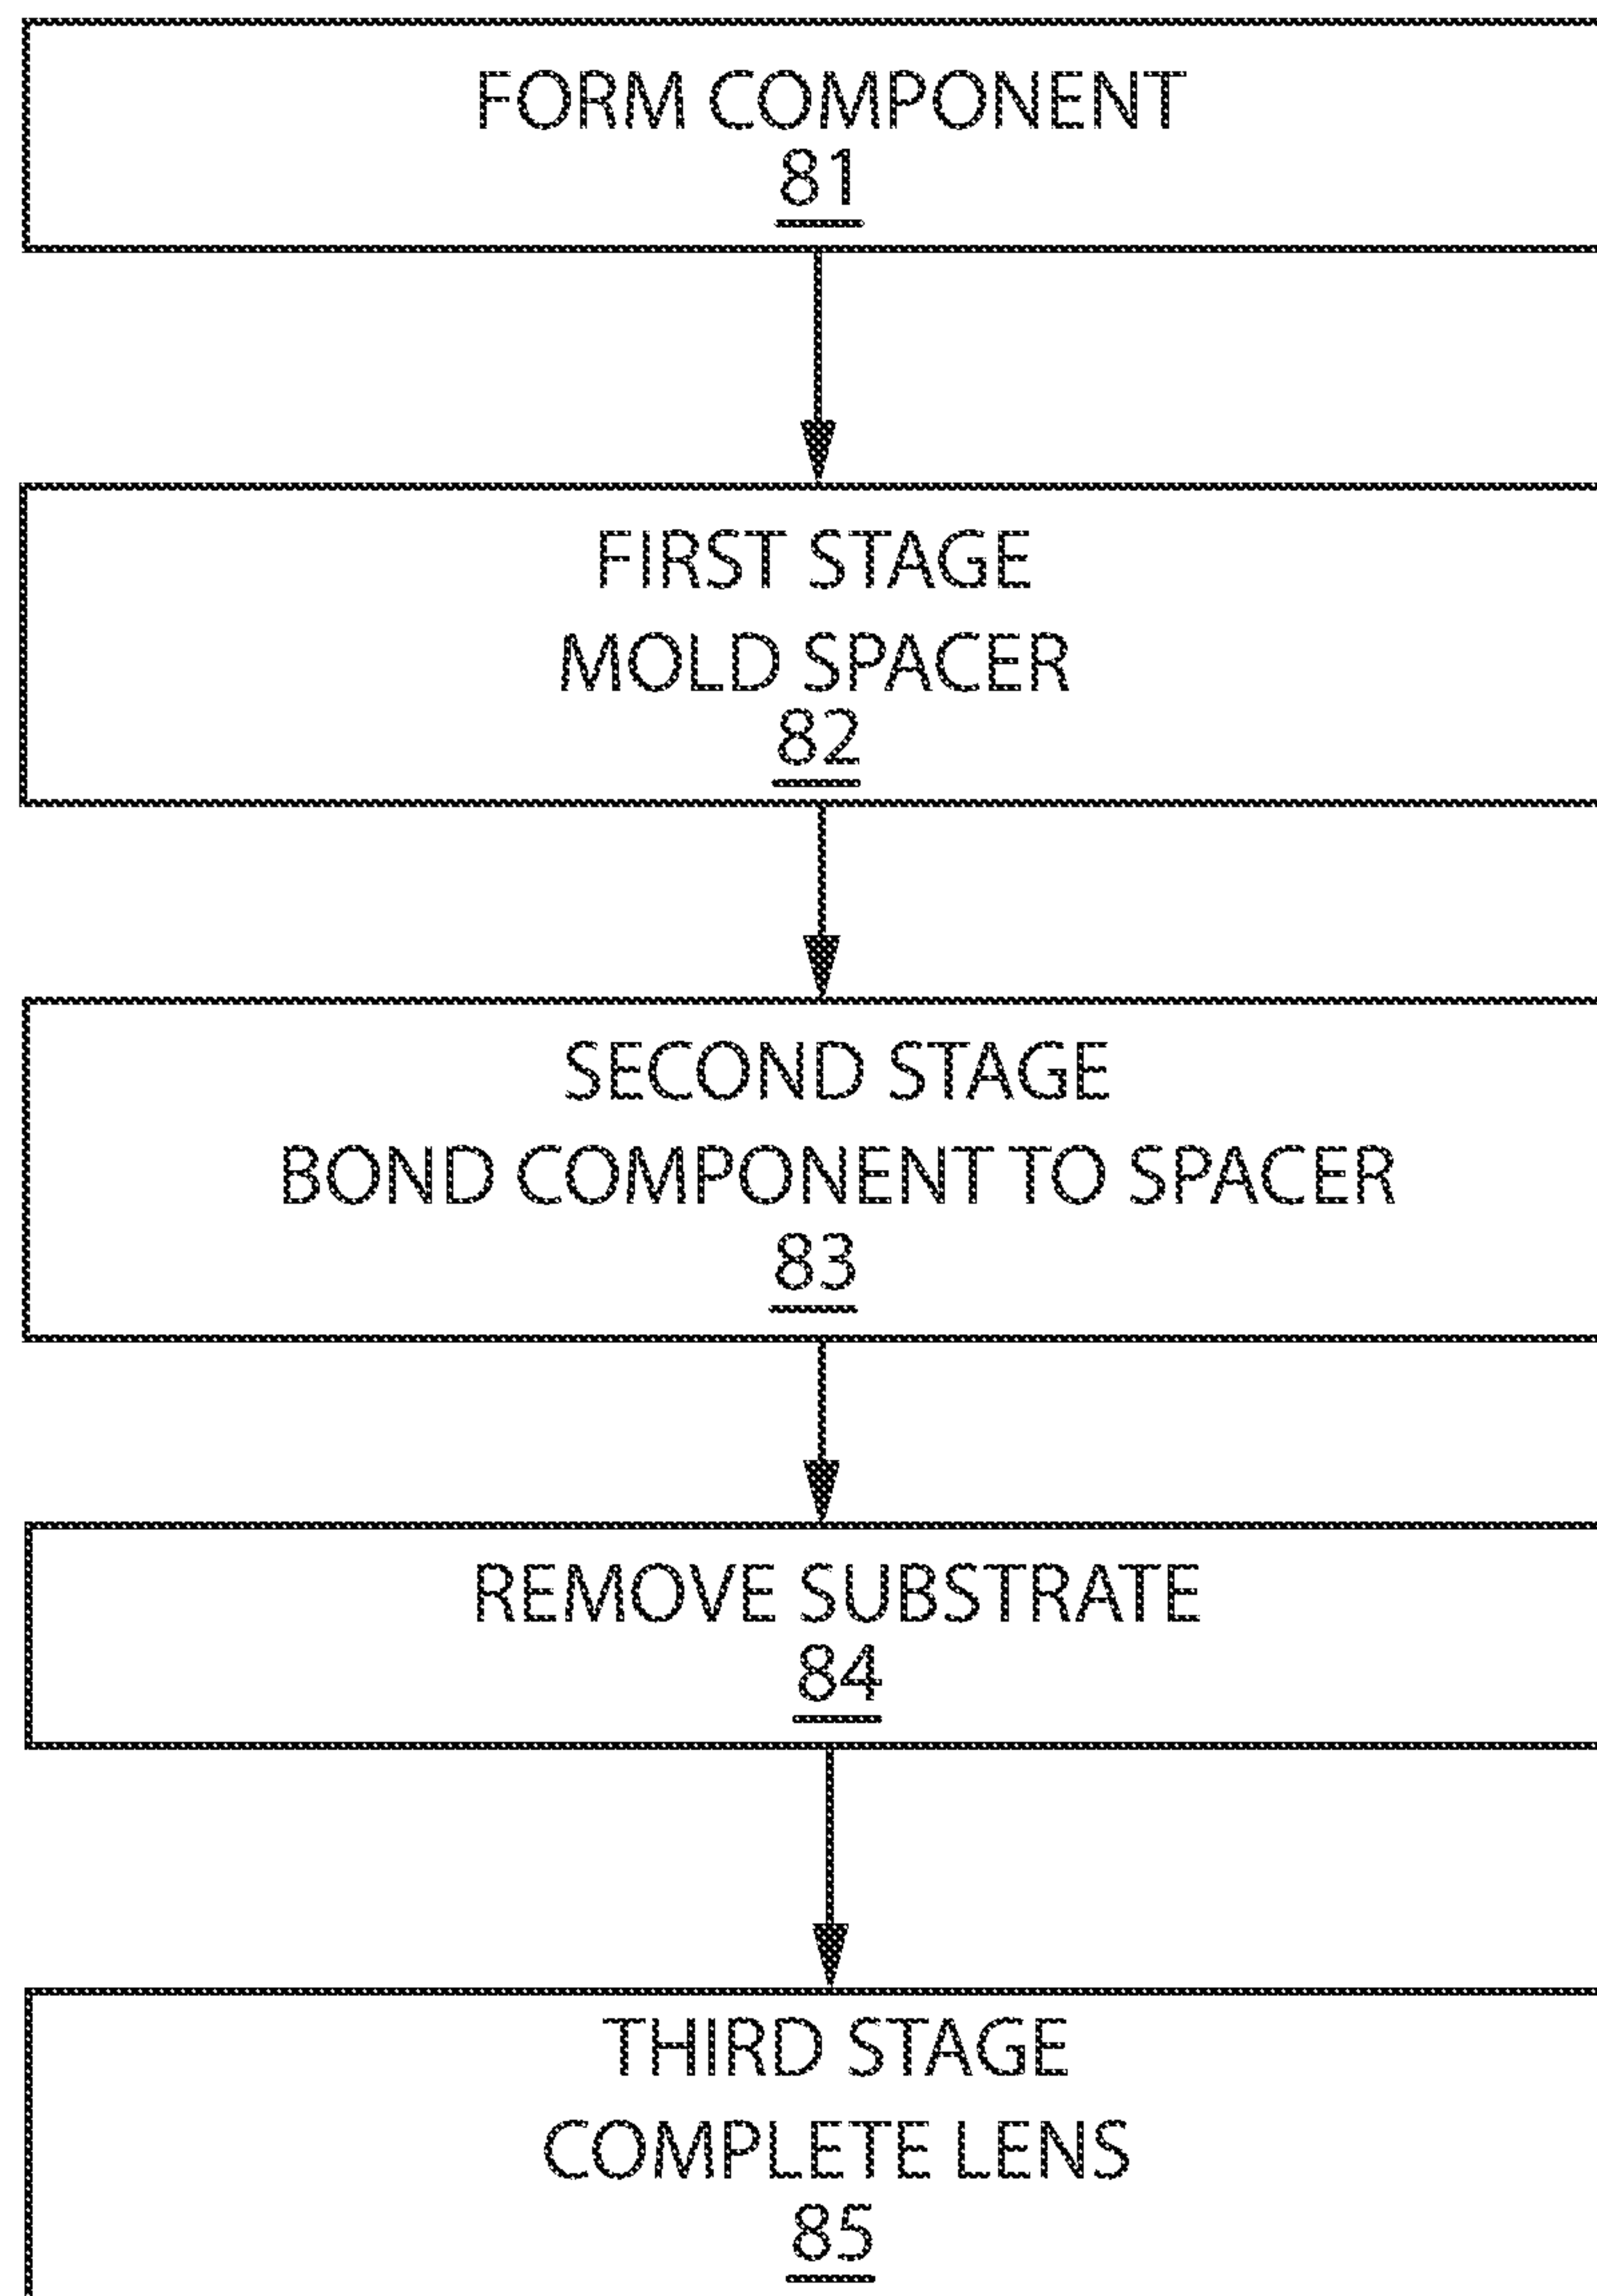 FORM COMPONENT
81
FIRST STAGE
MOLD SPACER
82
SECOND STAGE
BOND COMPONENT TO SPACER
83
REMOVE SUBSTRATE
84
THIRD STAGE
COMPLETE LENS
85